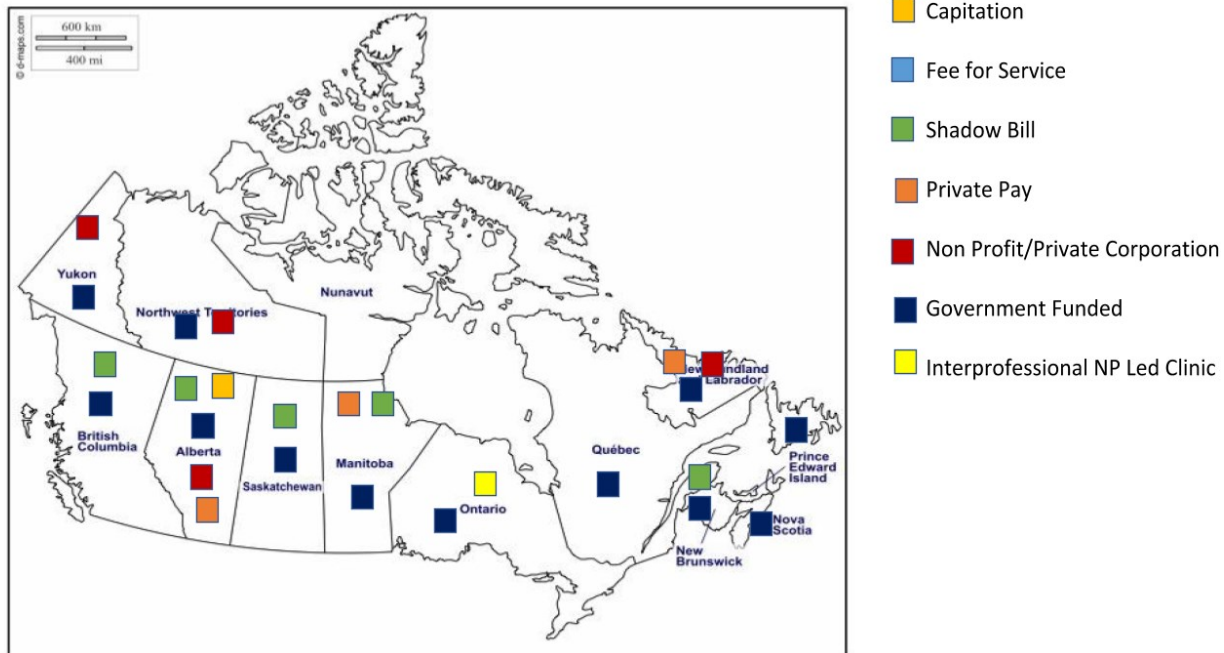 © d-maps.com
600 km
400 mi
Yukon
Northwest Territories
Nunavut
British
Columbia
Alberta
Saskatchewan
Manitoba
Ontario
Québec
Newfoundland
and Labrador
Prince
Edward
Island
Nova
Scotia
New
Brunswick
Capitation
Fee for Service
Shadow Bill
Private Pay
Non Profit/Private Corporation
Government Funded
Interprofessional NP Led Clinic